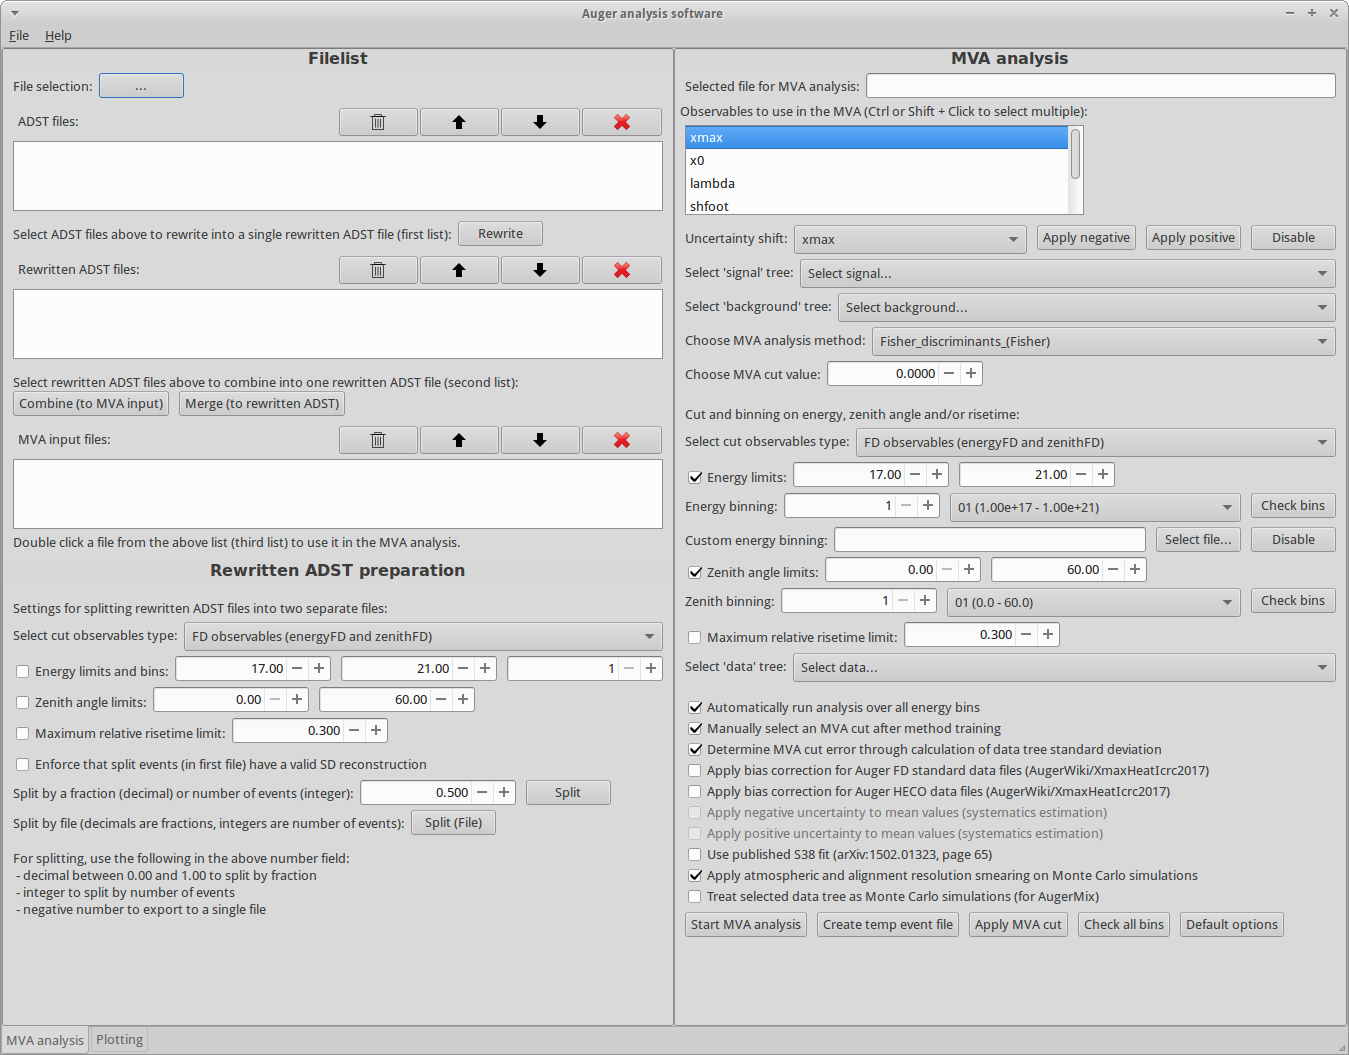 Auger analysis software
File Help
Filelist
File selection: ...
ADST files:
Select ADST files above to rewrite into a single rewritten ADST file (first list): Rewrite
Rewritten ADST files:
Select rewritten ADST files above to combine into one rewritten ADST file (second list):
Combine (to MVA input) Merge (to rewritten ADST)
MVA input files:
Double click a file from the above list (third list) to use it in the MVA analysis.
Rewritten ADST preparation
Settings for splitting rewritten ADST files into two separate files:
Select cut observables type: FD observables (energyFD and zenithFD)
Energy limits and bins: 17.00 21.00 1
Zenith angle limits: 0.00 60.00
Maximum relative risetime limit: 0.300
Enforce that split events (in first file) have a valid SD reconstruction
Split by a fraction (decimal) or number of events (integer): 0.500 Split
Split by file (decimals are fractions, integers are number of events): Split (File)
For splitting, use the following in the above number field:
- decimal between 0.00 and 1.00 to split by fraction
- integer to split by number of events
- negative number to export to a single file
MVA analysis
Selected file for MVA analysis:
Observables to use in the MVA (Ctrl or Shift + Click to select multiple):
xmax
x0
lambda
shfoot
Uncertainty shift: xmax Apply negative Apply positive Disable
Select 'signal' tree: Select signal...
Select 'background' tree: Select background...
Choose MVA analysis method: Fisher_discriminants_(Fisher)
Choose MVA cut value: 0.0000
Cut and binning on energy, zenith angle and/or risetime:
Select cut observables type: FD observables (energyFD and zenithFD)
Energy limits: 17.00 21.00
Energy binning: 1 01 (1.00e+17 - 1.00e+21) Check bins
Custom energy binning: Select file... Disable
Zenith angle limits: 0.00 60.00
Zenith binning: 1 01 (0.0 - 60.0) Check bins
Maximum relative risetime limit: 0.300
Select 'data' tree: Select data...
Automatically run analysis over all energy bins
Manually select an MVA cut after method training
Determine MVA cut error through calculation of data tree standard deviation
Apply bias correction for Auger FD standard data files (AugerWiki/XmaxHeatIcrc2017)
Apply bias correction for Auger HECO data files (AugerWiki/XmaxHeatIcrc2017)
Apply negative uncertainty to mean values (systematics estimation)
Apply positive uncertainty to mean values (systematics estimation)
Use published S38 fit (arXiv:1502.01323, page 65)
Apply atmospheric and alignment resolution smearing on Monte Carlo simulations
Treat selected data tree as Monte Carlo simulations (for AugerMix)
Start MVA analysis Create temp event file Apply MVA cut Check all bins Default options
MVA analysis Plotting